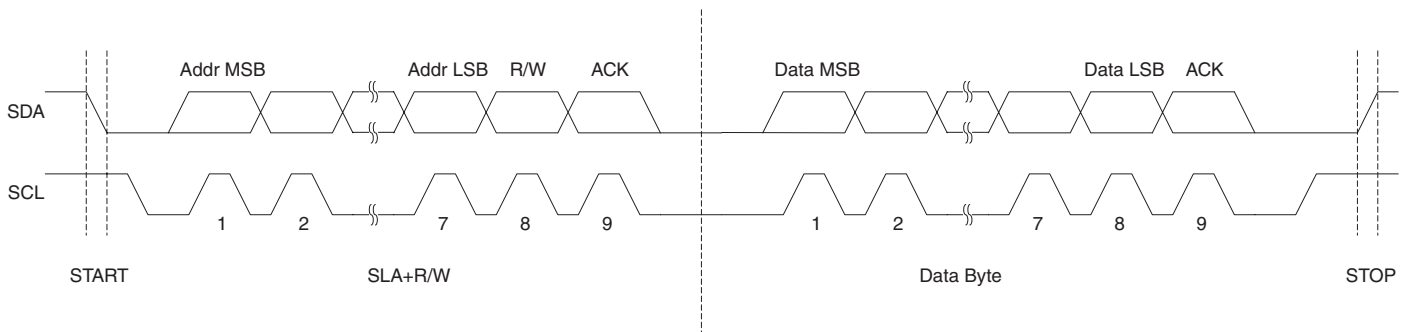 Addr MSB Addr LSB R/W ACK Data MSB Data LSB ACK
SDA
SCL
1 2 7 8 9 1 2 7 8 9
START SLA+R/W Data Byte STOP